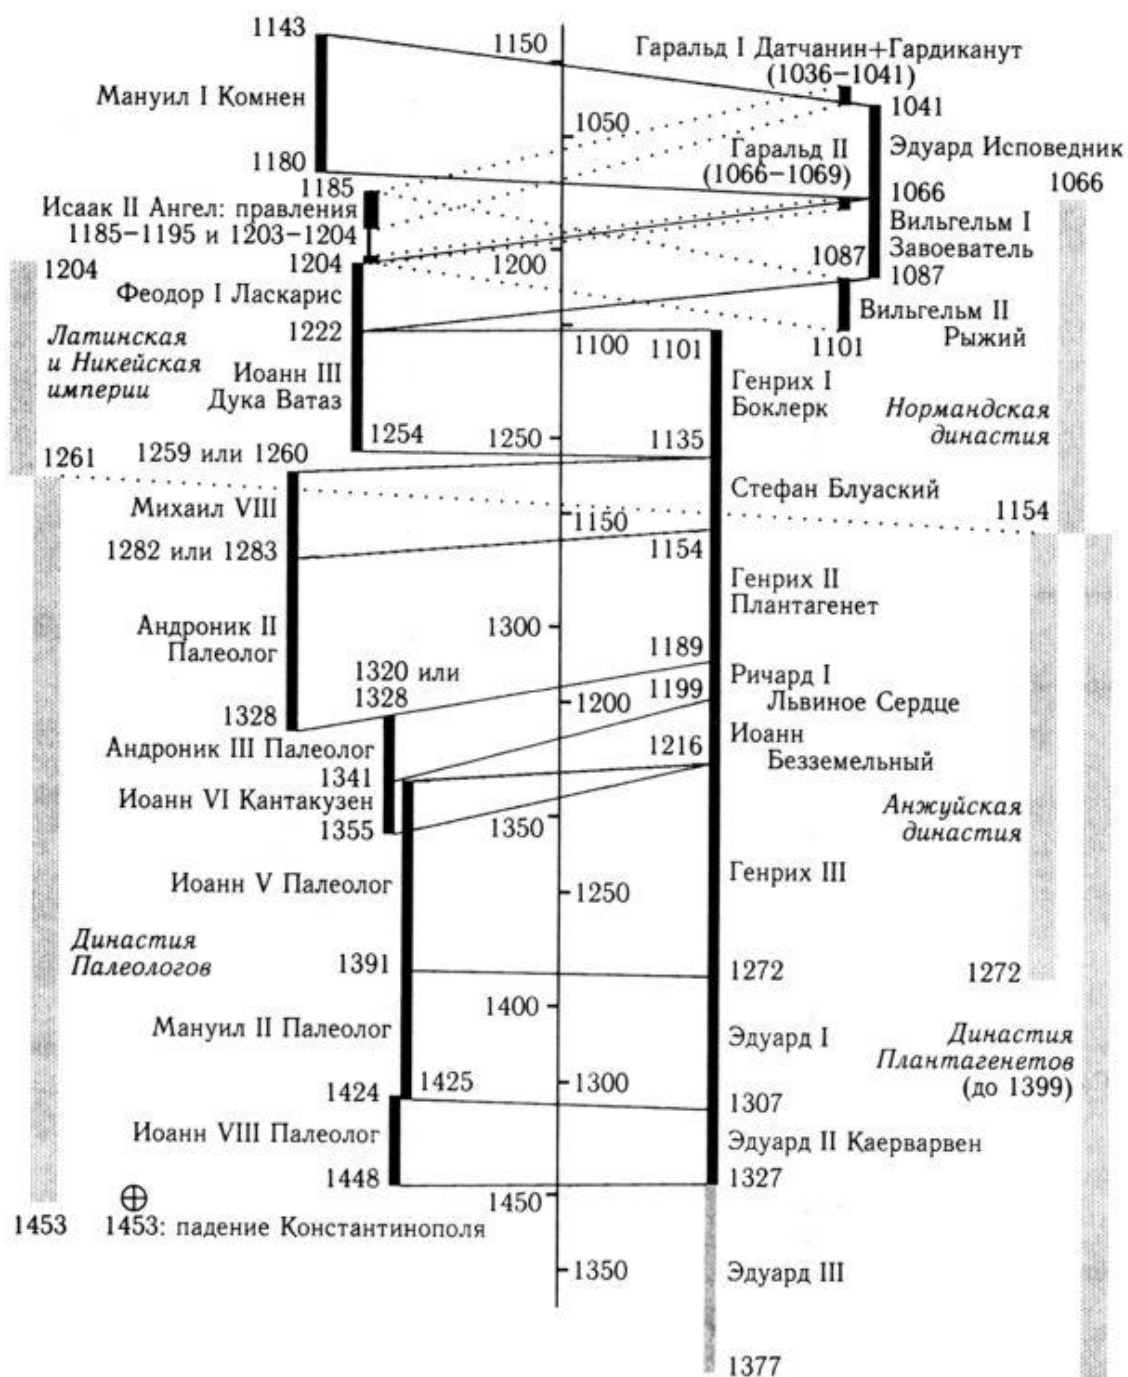 1143
1150
Гаральд I Датчанин+Гардиканут
(1036—1041)
Мануил I Комнен
1041
1050
Эдуард Исповедник
Гаральд II
(1066—1069)
1180
1066
1066
1185
Исаак II Ангел: правления
1185—1195 и 1203—1204
Вильгельм I
Завоеватель
1204
1204
1200
1087
1087
Феодор I Ласкарис
Вильгельм II
Рыжий
1222
1100
1101
1101
Латинская
и Никейская
империи
Иоанн III
Дука Ватаз
Генрих I
Боклерк
Нормандская
династия
1254
1250
1135
1261
1259 или 1260
Михаил VIII
Стефан Блуаский
1154
1150
1282 или 1283
1154
Генрих II
Плантагенет
Андроник II
Палеолог
1300
1189
1320 или
1328
Ричард I
Львиное Сердце
1328
1200
1199
Андроник III Палеолог
1216
Иоанн
Безземельный
1341
Иоанн VI Кантакузен
1355
1350
Анжуйская
династия
Иоанн V Палеолог
1250
Генрих III
Династия
Палеологов
1391
1272
1272
1400
Мануил II Палеолог
Эдуард I
Династия
Плантагенетов
(до 1399)
1424
1425
1300
1307
Иоанн VIII Палеолог
Эдуард II Каерварвен
1448
1327
1450
1453
1453: падение Константинополя
1350
Эдуард III
1377